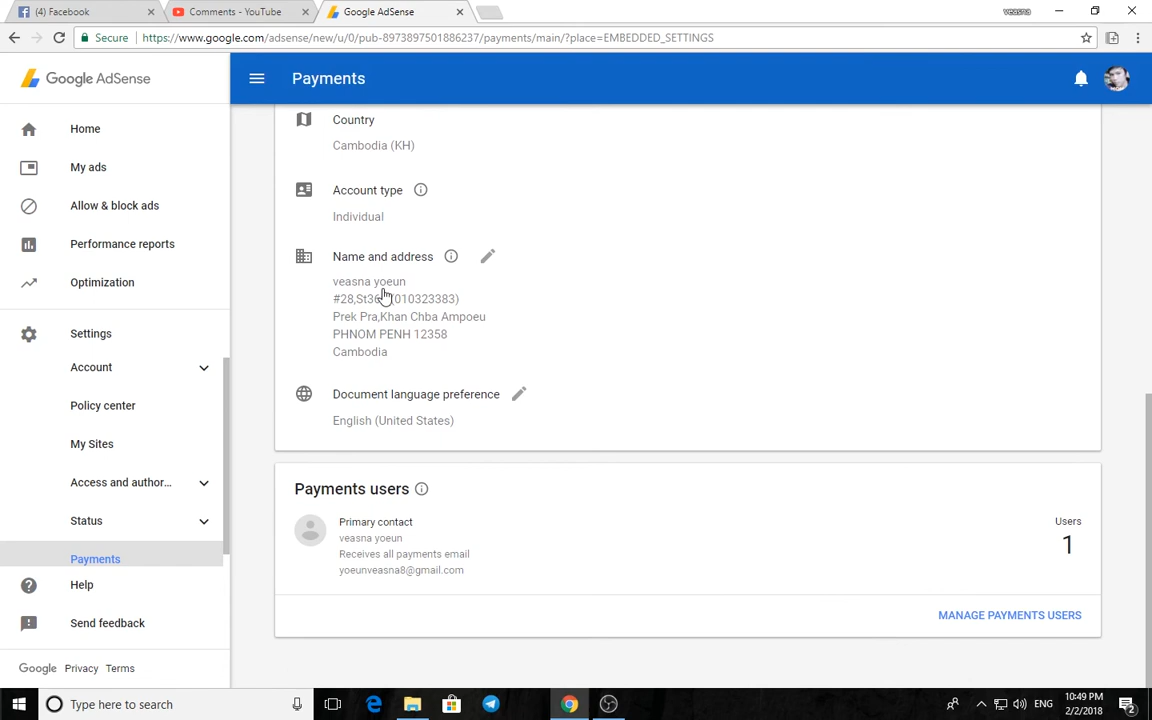 (4) Facebook
Comments - YouTube
Google AdSense
veasna
Secure
https://www.google.com/adsense/new/u/0/pub-8973897501886237/payments/main/?place=EMBEDDED_SETTINGS
Google AdSense
Payments
Home
My ads
Allow & block ads
Performance reports
Optimization
Settings
Account
Policy center
My Sites
Access and author...
Status
Payments
Help
Send feedback
Google Privacy Terms
Country
Cambodia (KH)
Account type
Individual
Name and address
veasna yoeun
(010323383)
Prek Pra,Khan Chba Ampoeu
PHNOM PENH 12358
Cambodia
Document language preference
English (United States)
Payments users
Primary contact
veasna yoeun
Receives all payments email
yoeunveasna8@gmail.com
Users
1
MANAGE PAYMENTS USERS
Type here to search
ENG
10:49 PM
2/2/2018
2